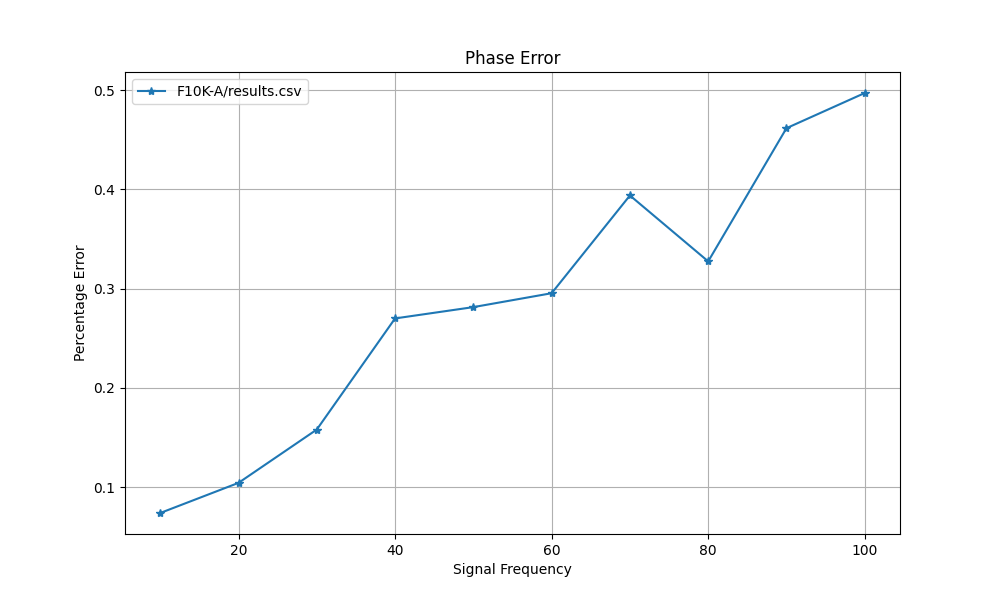 Phase Error
F10K-A/results.csv
Percentage Error
0.5
0.4
0.3
0.2
0.1
20 40 60 80 100
Signal Frequency